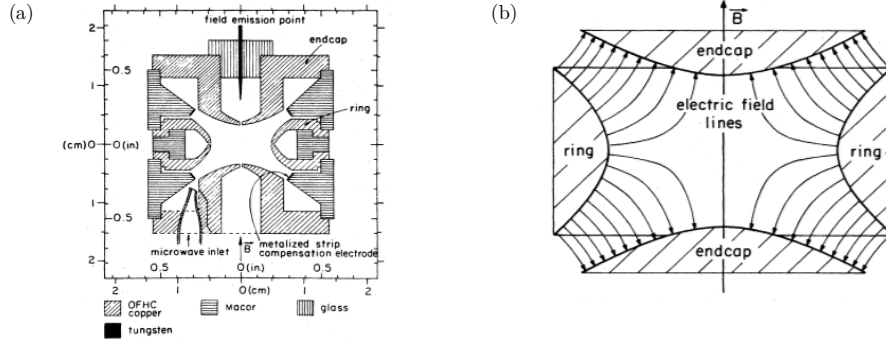 (a)
2
1
(cm) 0
1
2
0.5
0 (in)
0.5
field emission point
endcap
ring
microwave inlet
B
metalized strip
compensation electrode
0.5
0 (in.)
0.5
2
1
0 (cm)
1
2
OFHC
copper
Macor
glass
tungsten
(b)
B
endcap
electric field
lines
ring
ring
endcap